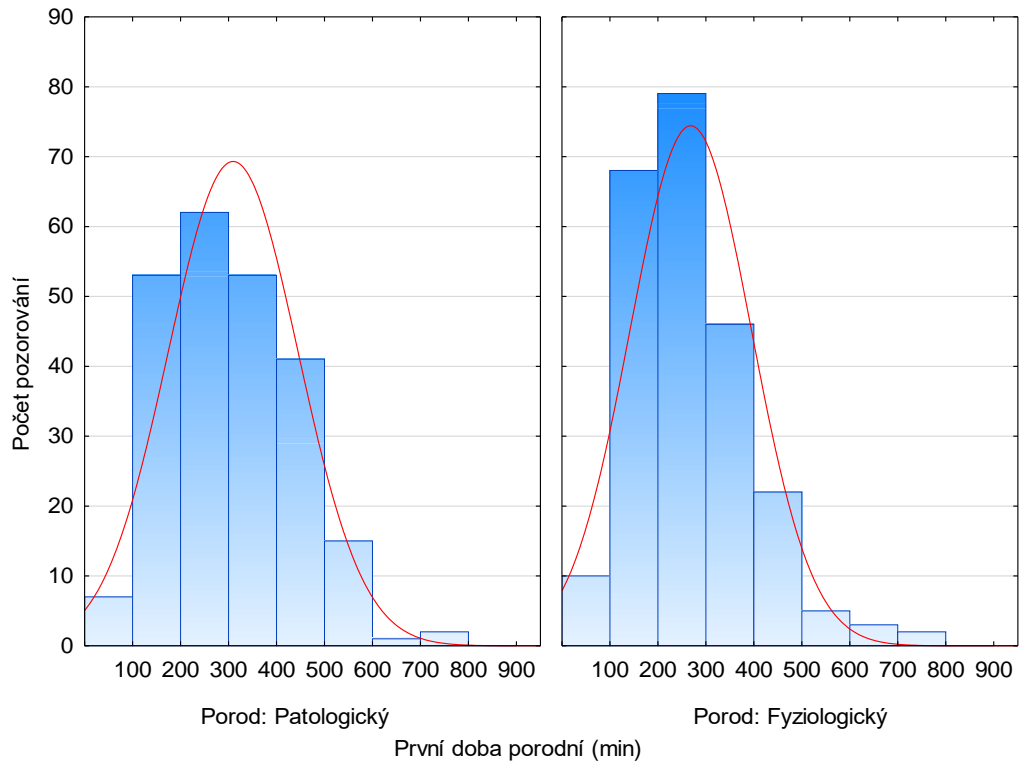 Počet pozorování
90
80
70
60
50
40
30
20
10
0
100 200 300 400 500 600 700 800 900
100 200 300 400 500 600 700 800 900
Porod: Patologický
Porod: Fyziologický
První doba porodní (min)